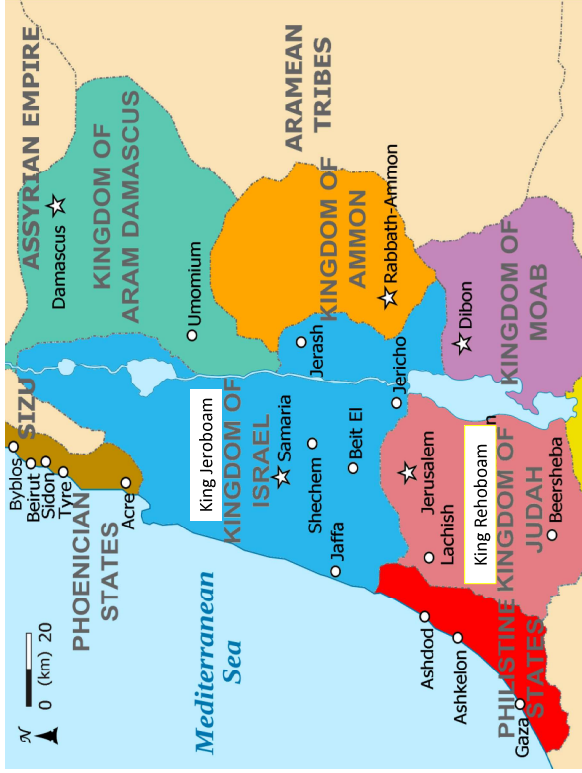 ASSYRIAN EMPIRE
SIZU
Byblos
Beirut
Sidon
Tyre
Acre
PHOENICIAN
STATES
N
0 (km) 20
Damascus
KINGDOM OF
ARAM DAMASCUS
Umomium
Mediterranean
Sea
King Jeroboam
KINGDOM OF
ISRAEL
Samaria
Shechem
Beit El
Jaffa
Jerash
ARAMEAN
TRIBES
KINGDOM OF
AMMON
Rabbath-Ammon
Jericho
Jerusalem
Lachish
King Rehoboam
KINGDOM OF
JUDAH
Beersheba
Dibon
KINGDOM OF
MOAB
Ashdod
Ashkelon
PHILISTINE
STATES
Gaza